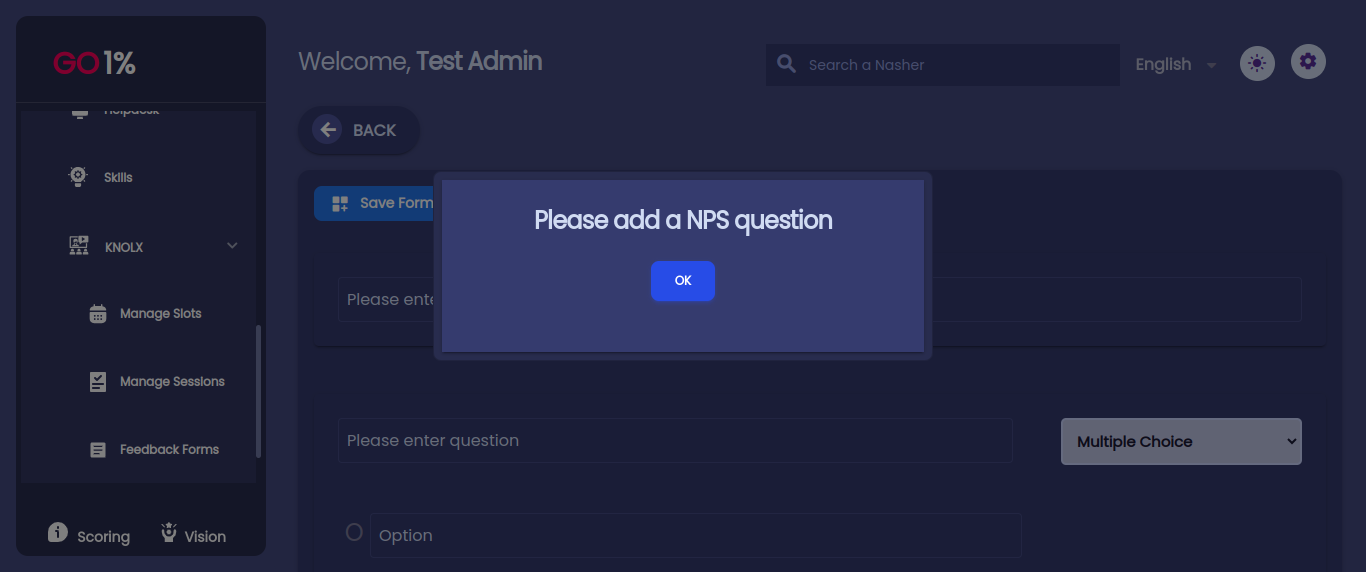 GO1%
Welcome, Test Admin
Search a Nasher
English
Helpdesk
BACK
Skills
Save Form
Please add a NPS question
KNOLX
OK
Please ente
Manage Slots
Manage Sessions
Please enter question
Multiple Choice
Feedback Forms
Option
Scoring
Vision